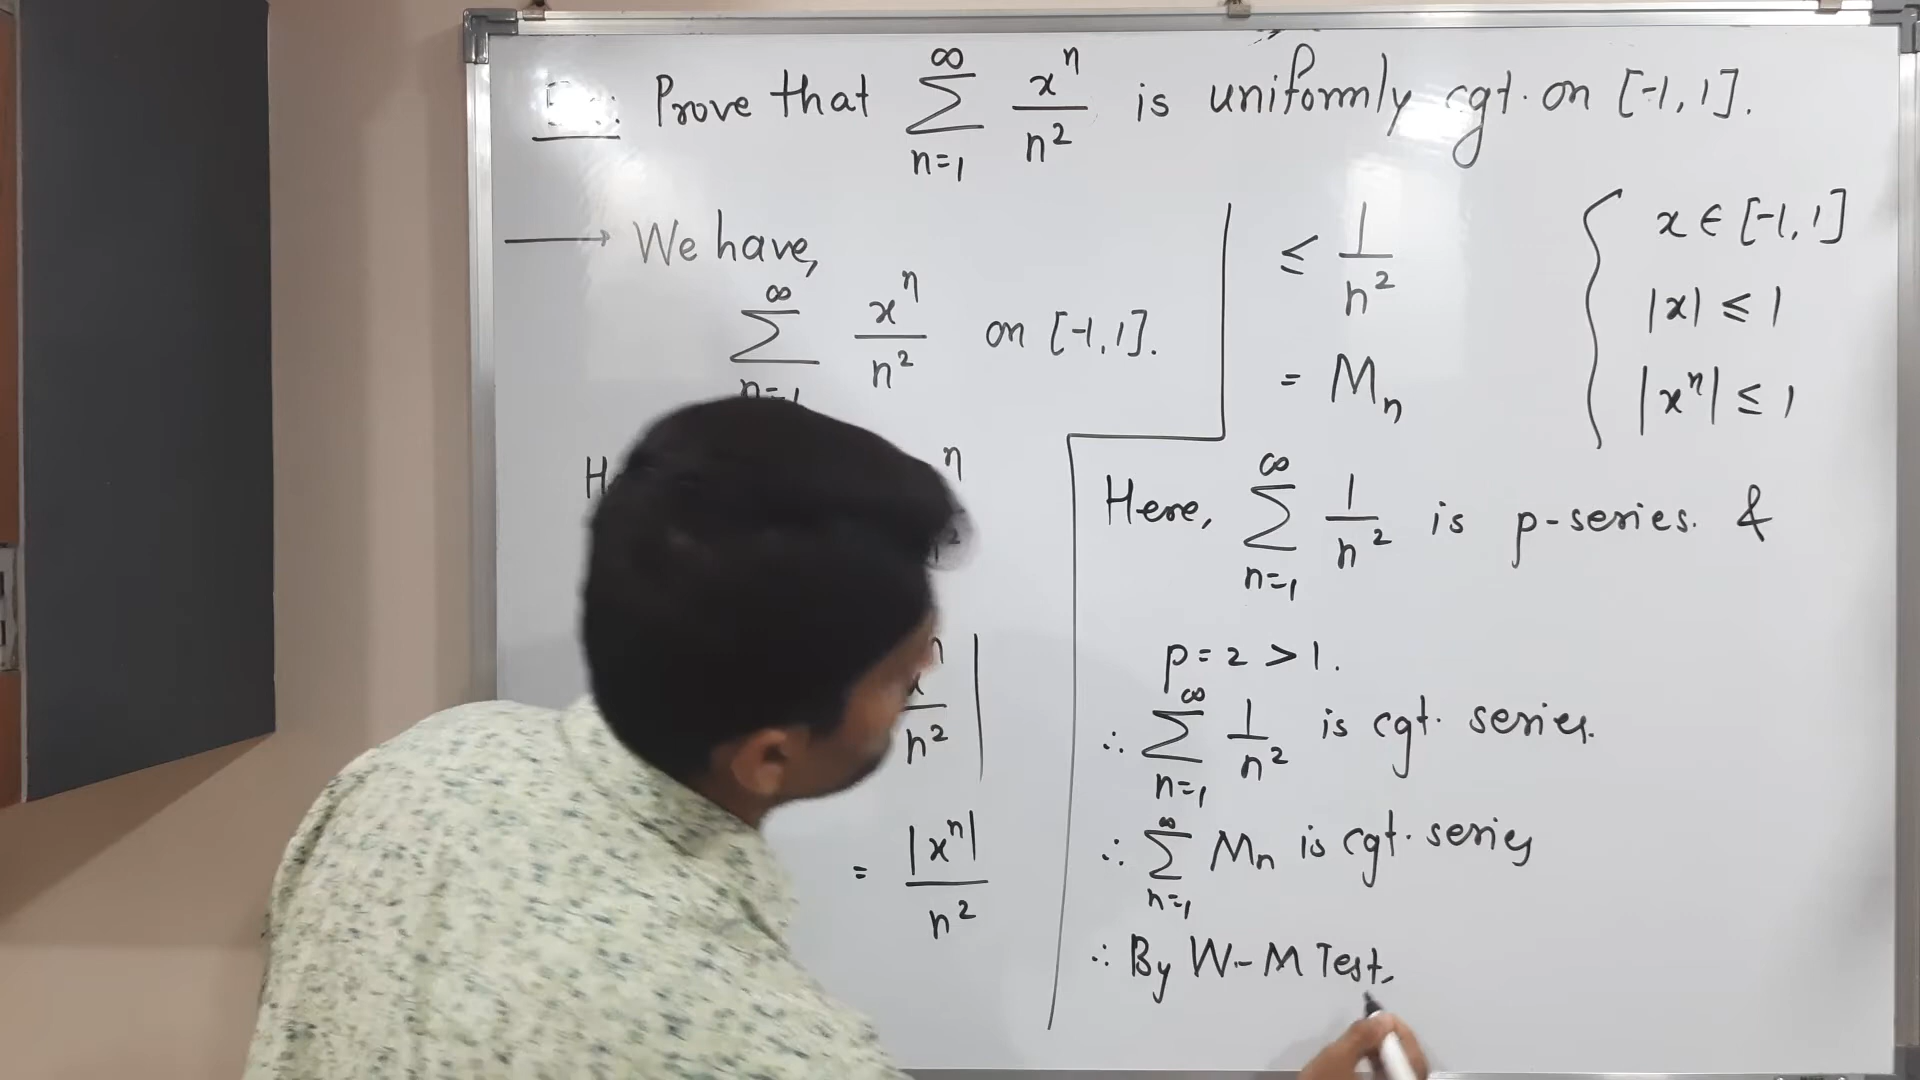 Prove that ∑_{n=1}^{∞} x^n/n^2 is uniformly cgt. on [-1, 1].
→ We have,
∑_{n=1}^{∞} x^n/n^2 on [-1, 1].
n^2 |
= |x^n|/n^2
≤ 1/n^2
= M_n
{ x ∈ [-1, 1]
|x| ≤ 1
|x^n| ≤ 1
Here, ∑_{n=1}^{∞} 1/n^2 is p-series. &
p = 2 > 1.
∴ ∑_{n=1}^{∞} 1/n^2 is cgt. series.
∴ ∑_{n=1}^{∞} M_n is cgt. series
∴ By W-M Test,